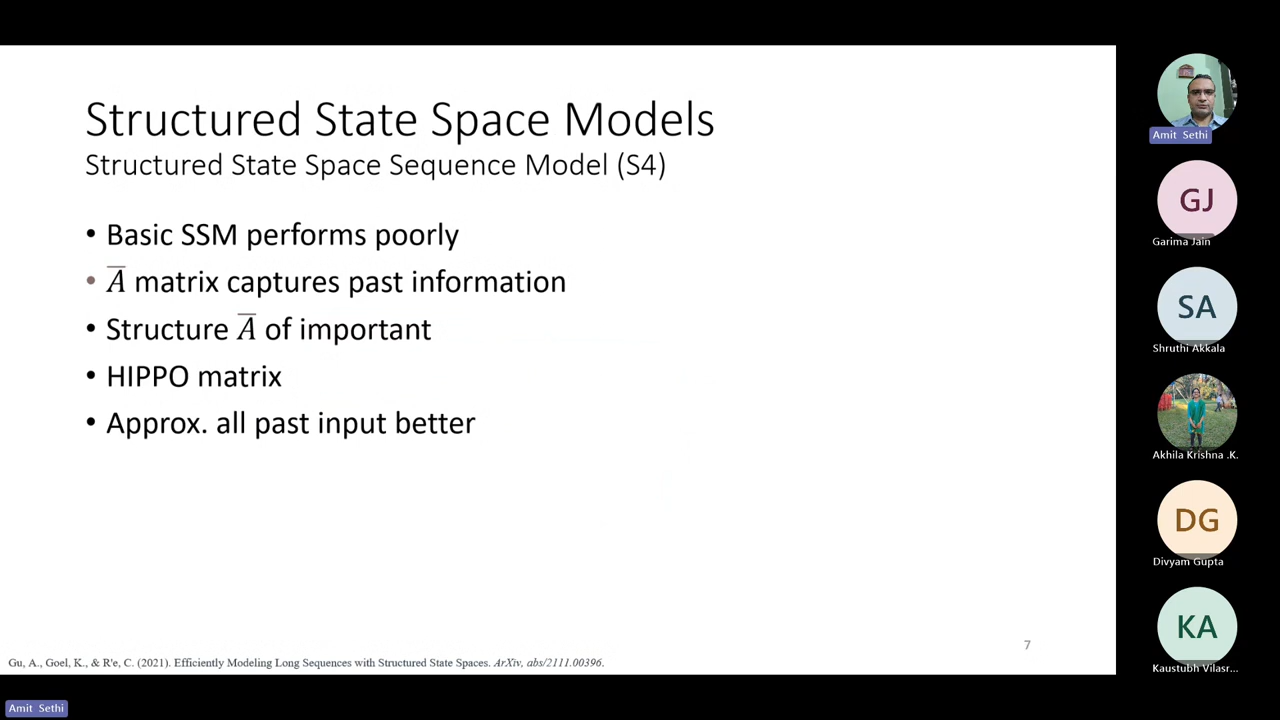 Structured State Space Models
Structured State Space Sequence Model (S4)
• Basic SSM performs poorly
• A̅ matrix captures past information
• Structure A̅ of important
• HIPPO matrix
• Approx. all past input better
7
Gu, A., Goel, K., & R'e, C. (2021). Efficiently Modeling Long Sequences with Structured State Spaces. ArXiv, abs/2111.00396.
Amit Sethi
GJ
Garima Jain
SA
Shruthi Akkala
Akhila Krishna .K.
DG
Divyam Gupta
KA
Kaustubh Vilasr...
Amit Sethi